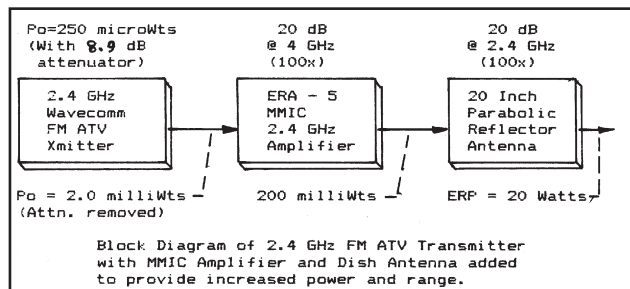 Po=250 microWts
(With 8.9 dB
attenuator)
20 dB
@ 4 GHz
(100x)
20 dB
@ 2.4 GHz
(100x)
2.4 GHz
Wavecomm
FM ATV
Xmitter
ERA - 5
MMIC
2.4 GHz
Amplifier
20 Inch
Parabolic
Reflector
Antenna
Po = 2.0 milliWts
(Attn. removed)
200 milliWts
ERP = 20 Watts
Block Diagram of 2.4 GHz FM ATV Transmitter
with MMIC Amplifier and Dish Antenna added
to provide increased power and range.